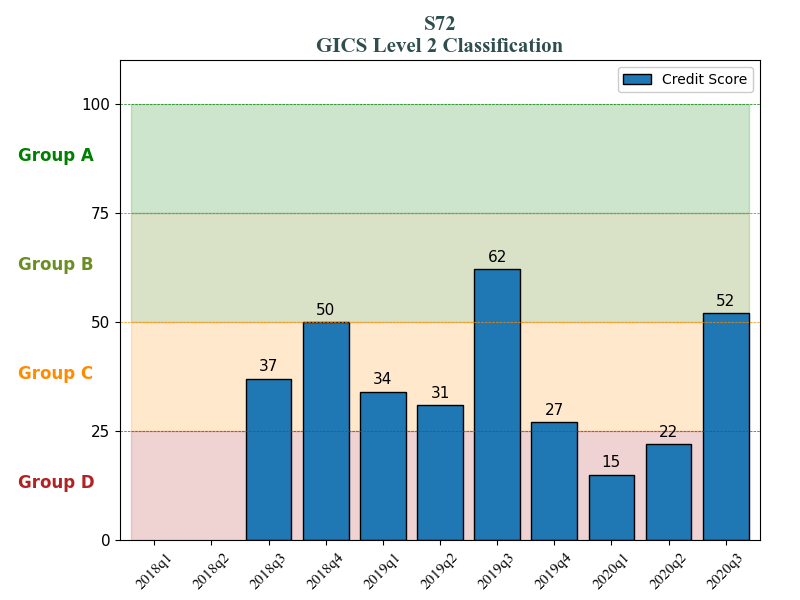 S72
GICS Level 2 Classification
Credit Score
100
Group A
75
Group B
62
52
50
50
37
34
31
Group C
27
25
22
15
Group D
0
2018q1
2018q2
2018q3
2018q4
2019q1
2019q2
2019q3
2019q4
2020q1
2020q2
2020q3